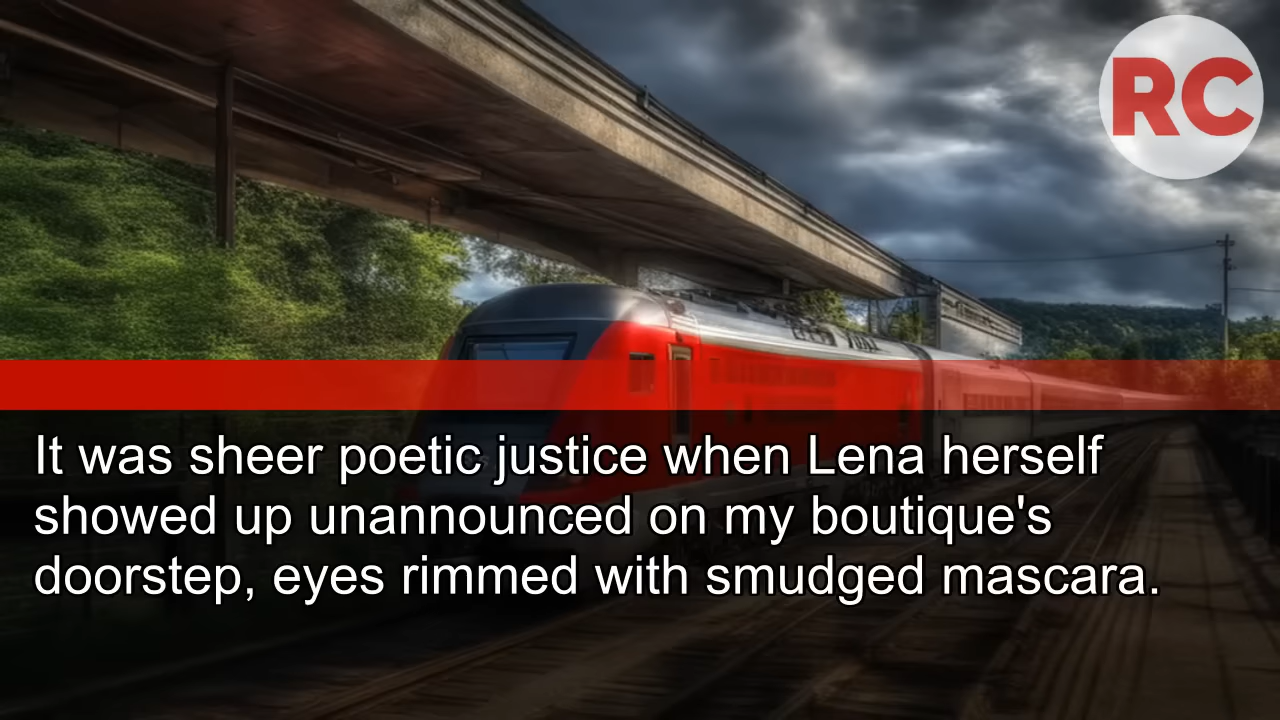 RC
It was sheer poetic justice when Lena herself
showed up unannounced on my boutique's
doorstep, eyes rimmed with smudged mascara.